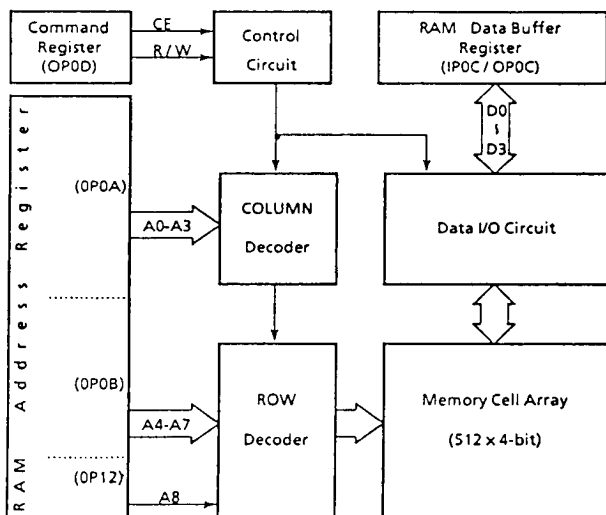 Command
Register
(OP0D)
CE
R/W
Control
Circuit
RAM Data Buffer
Register
(IP0C / OP0C)
D0
~
D3
RAM Address Register
(OP0A)
A0-A3
COLUMN
Decoder
Data I/O Circuit
(OP0B)
A4-A7
ROW
Decoder
Memory Cell Array
(512 x 4-bit)
(OP12)
A8